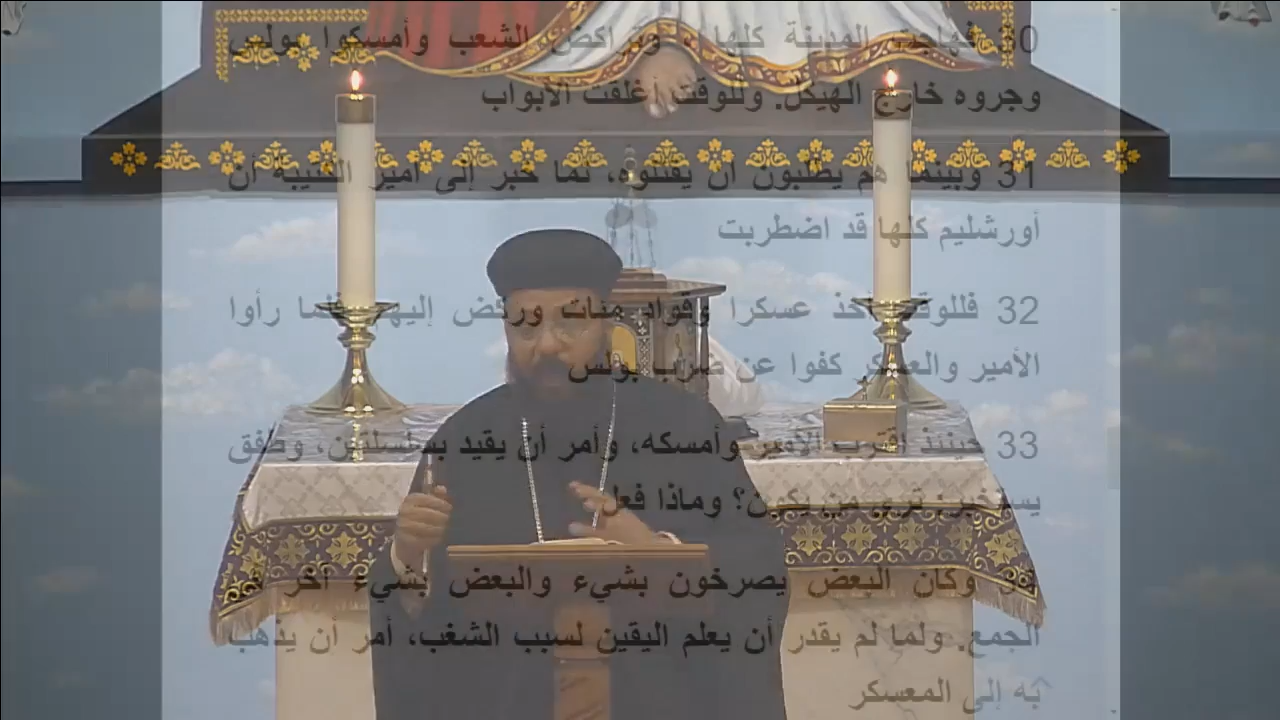 30 فهاجت المدينة كلها، وتراكض الشعب وأمسكوا بولس
وجروه خارج الهيكل. وللوقت أغلقت الأبواب
31 وبينما هم يطلبون أن يقتلوه، نما خبر إلى أمير الكتيبة أن
أورشليم كلها قد اضطربت
32 فللوقت أخذ عسكرا وقواد مئات وركض إليهم فلما رأوا
الأمير والعسكر كفوا عن ضرب بولس
33 حينئذ اقترب الأمير وأمسكه، وأمر أن يقيد بسلسلتين، وطفق
يستخبر: ترى من يكون؟ وماذا فعل
وكان البعض يصرخون بشيء والبعض بشيء آخر في
الجمع. ولما لم يقدر أن يعلم اليقين لسبب الشغب، أمر أن يذهب
به إلى المعسكر